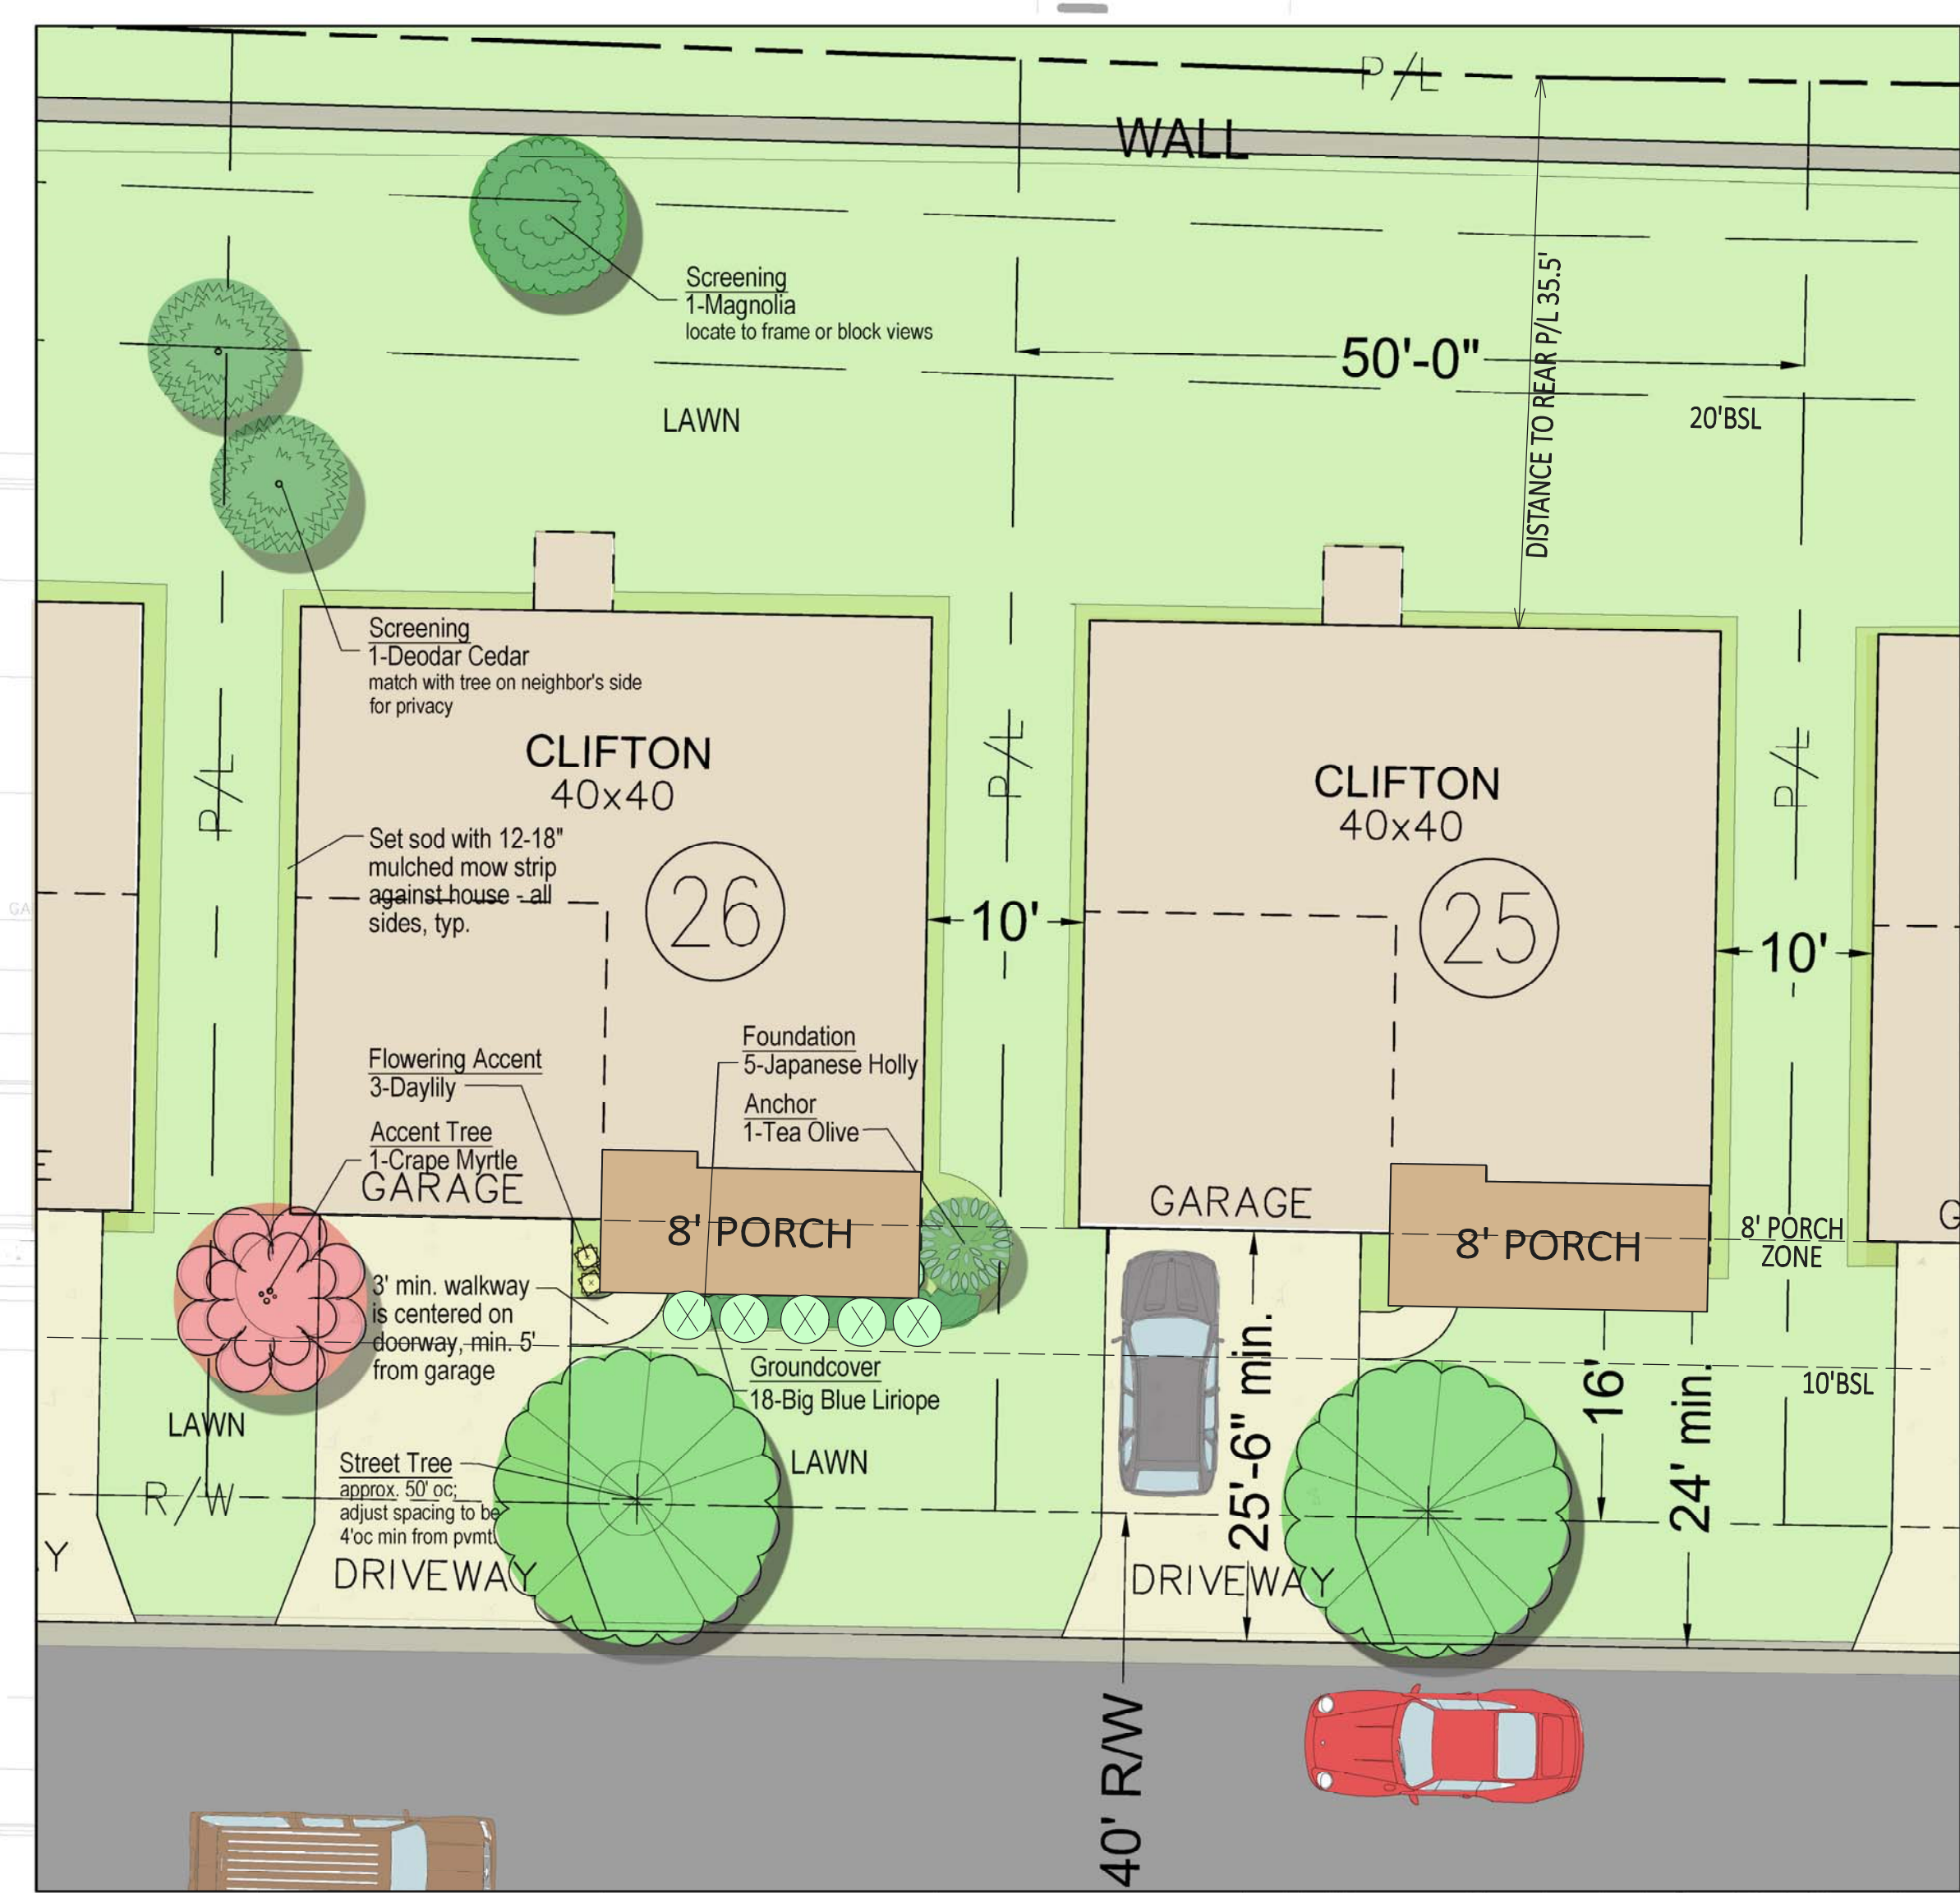 P/L
WALL
Screening
1-Magnolia
locate to frame or block views
50'-0"
DISTANCE TO REAR P/L 35.5'
20'BSL
LAWN
Screening
1-Deodar Cedar
match with tree on neighbor's side
for privacy
CLIFTON
40x40
CLIFTON
40x40
P/L
P/L
P/L
Set sod with 12-18"
mulched mow strip
against house - all
sides, typ.
26
10'
25
10'
Flowering Accent
3-Daylily
Foundation
5-Japanese Holly
Anchor
1-Tea Olive
Accent Tree
1-Crape Myrtle
E
GARAGE
GARAGE
G
8' PORCH
8' PORCH
8' PORCH
ZONE
3' min. walkway
is centered on
doorway, min. 5'
from garage
Groundcover
18-Big Blue Liriope
10'BSL
LAWN
LAWN
25'-6" min.
16'
24' min.
Street Tree
approx. 50' oc;
adjust spacing to be
4'oc min from pvmt.
R/W
Y
DRIVEWAY
DRIVEWAY
40' R/W
GA